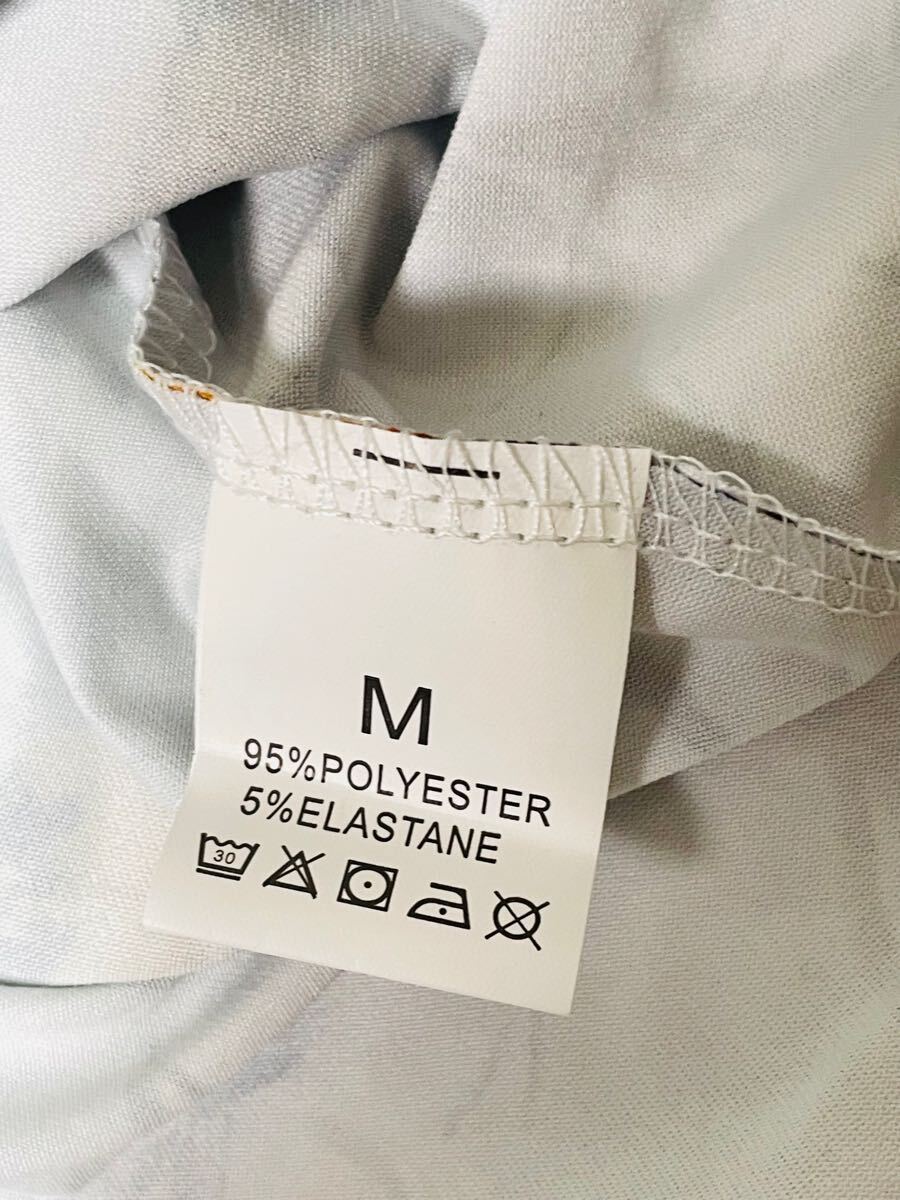 M
95%POLYESTER
5%ELASTANE
30